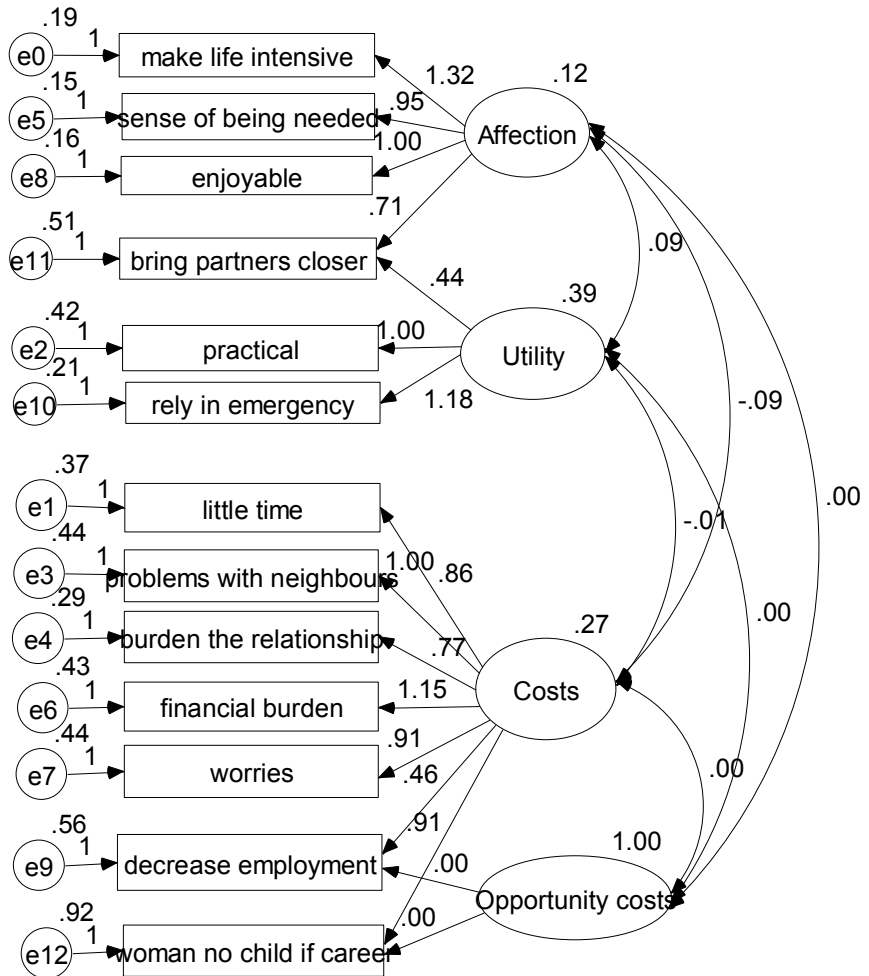 .19
e0
1
make life intensive
1.32
.12
.15
e5
1
sense of being needed
.95
Affection
.16
e8
1
enjoyable
1.00
.71
.51
e11
1
bring partners closer
.44
.09
.39
.42
e2
1
practical
1.00
Utility
.21
e10
1
rely in emergency
1.18
-.09
.00
.37
e1
1
little time
-.01
.44
e3
1
problems with neighbours
1.00
.86
.29
e4
1
burden the relationship
.77
.27
.00
.43
e6
1
financial burden
1.15
Costs
.44
e7
1
worries
.91
.46
.00
.56
e9
1
decrease employment
.91
.00
1.00
Opportunity costs
.92
e12
1
woman no child if career
.00